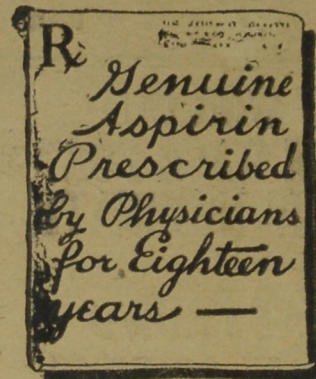 ℞
Genuine
Aspirin
Prescribed
by Physicians
for Eighteen
years —